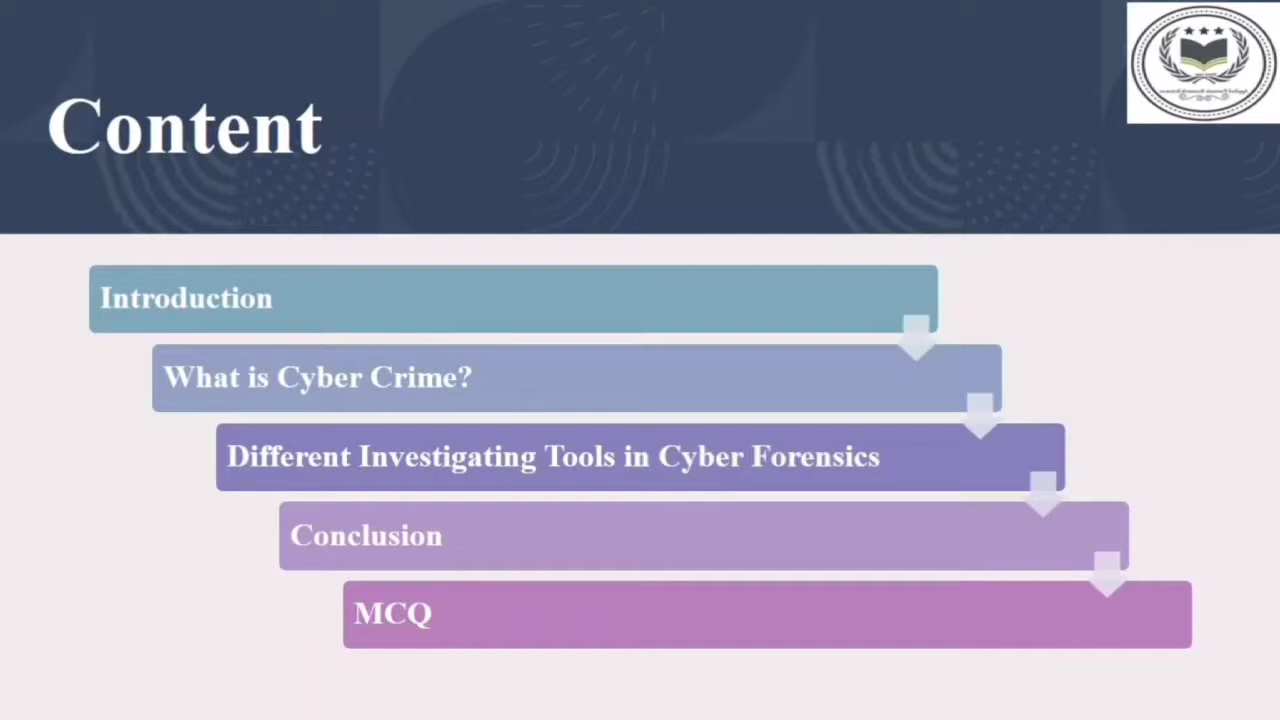 Content
Introduction
What is Cyber Crime?
Different Investigating Tools in Cyber Forensics
Conclusion
MCQ